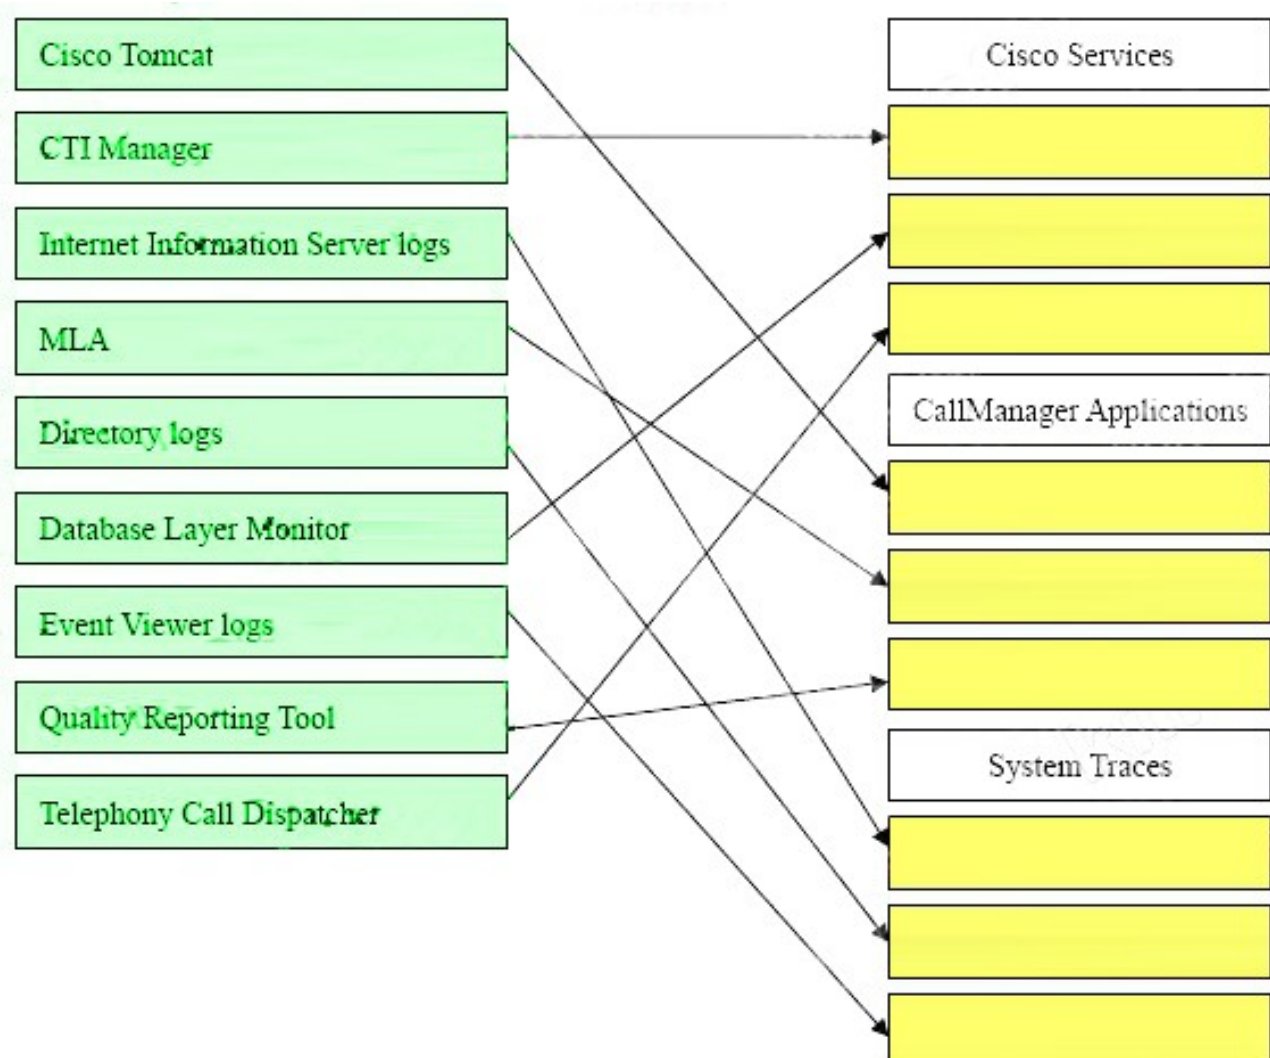 Cisco Tomcat
CTI Manager
Internet Information Server logs
MLA
Directory logs
Database Layer Monitor
Event Viewer logs
Quality Reporting Tool
Telephony Call Dispatcher
Cisco Services
CallManager Applications
System Traces